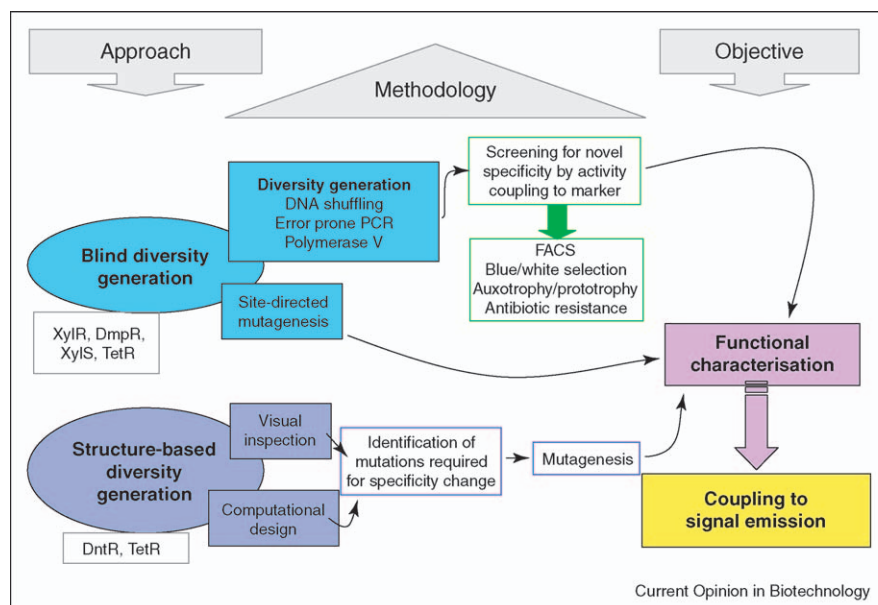 Approach
Methodology
Objective
Diversity generation
DNA shuffling
Error prone PCR
Polymerase V
Screening for novel
specificity by activity
coupling to marker
Blind diversity
generation
FACS
Blue/white selection
Auxotrophy/prototrophy
Antibiotic resistance
Site-directed
mutagenesis
XylR, DmpR,
XylS, TetR
Functional
characterisation
Visual
inspection
Structure-based
diversity
generation
Identification of
mutations required
for specificity change
Mutagenesis
Computational
design
Coupling to
signal emission
DntR, TetR
Current Opinion in Biotechnology